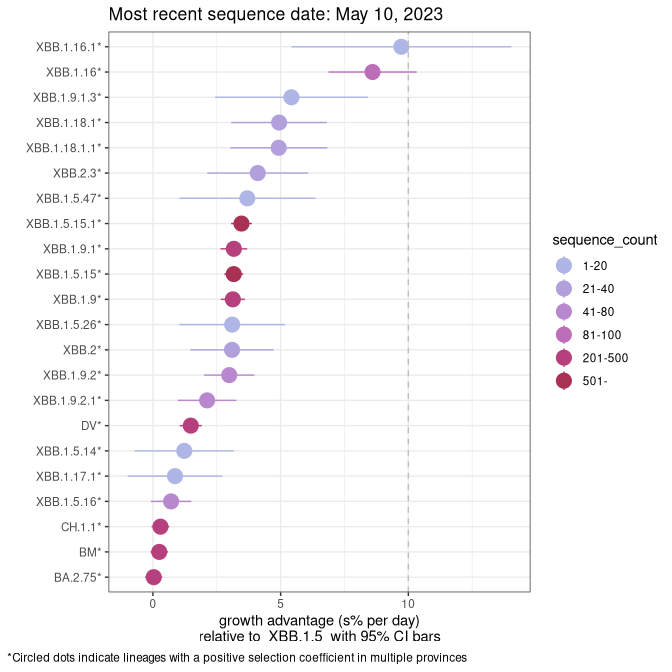 Most recent sequence date: May 10, 2023
XBB.1.16.1*
XBB.1.16*
XBB.1.9.1.3*
XBB.1.18.1*
XBB.1.18.1.1*
XBB.2.3*
XBB.1.5.47*
XBB.1.5.15.1*
XBB.1.9.1*
XBB.1.5.15*
XBB.1.9*
XBB.1.5.26*
XBB.2*
XBB.1.9.2*
XBB.1.9.2.1*
DV*
XBB.1.5.14*
XBB.1.17.1*
XBB.1.5.16*
CH.1.1*
BM*
BA.2.75*
0 5 10
growth advantage (s% per day)
relative to XBB.1.5 with 95% CI bars
sequence_count
1-20
21-40
41-80
81-100
201-500
501-
*Circled dots indicate lineages with a positive selection coefficient in multiple provinces